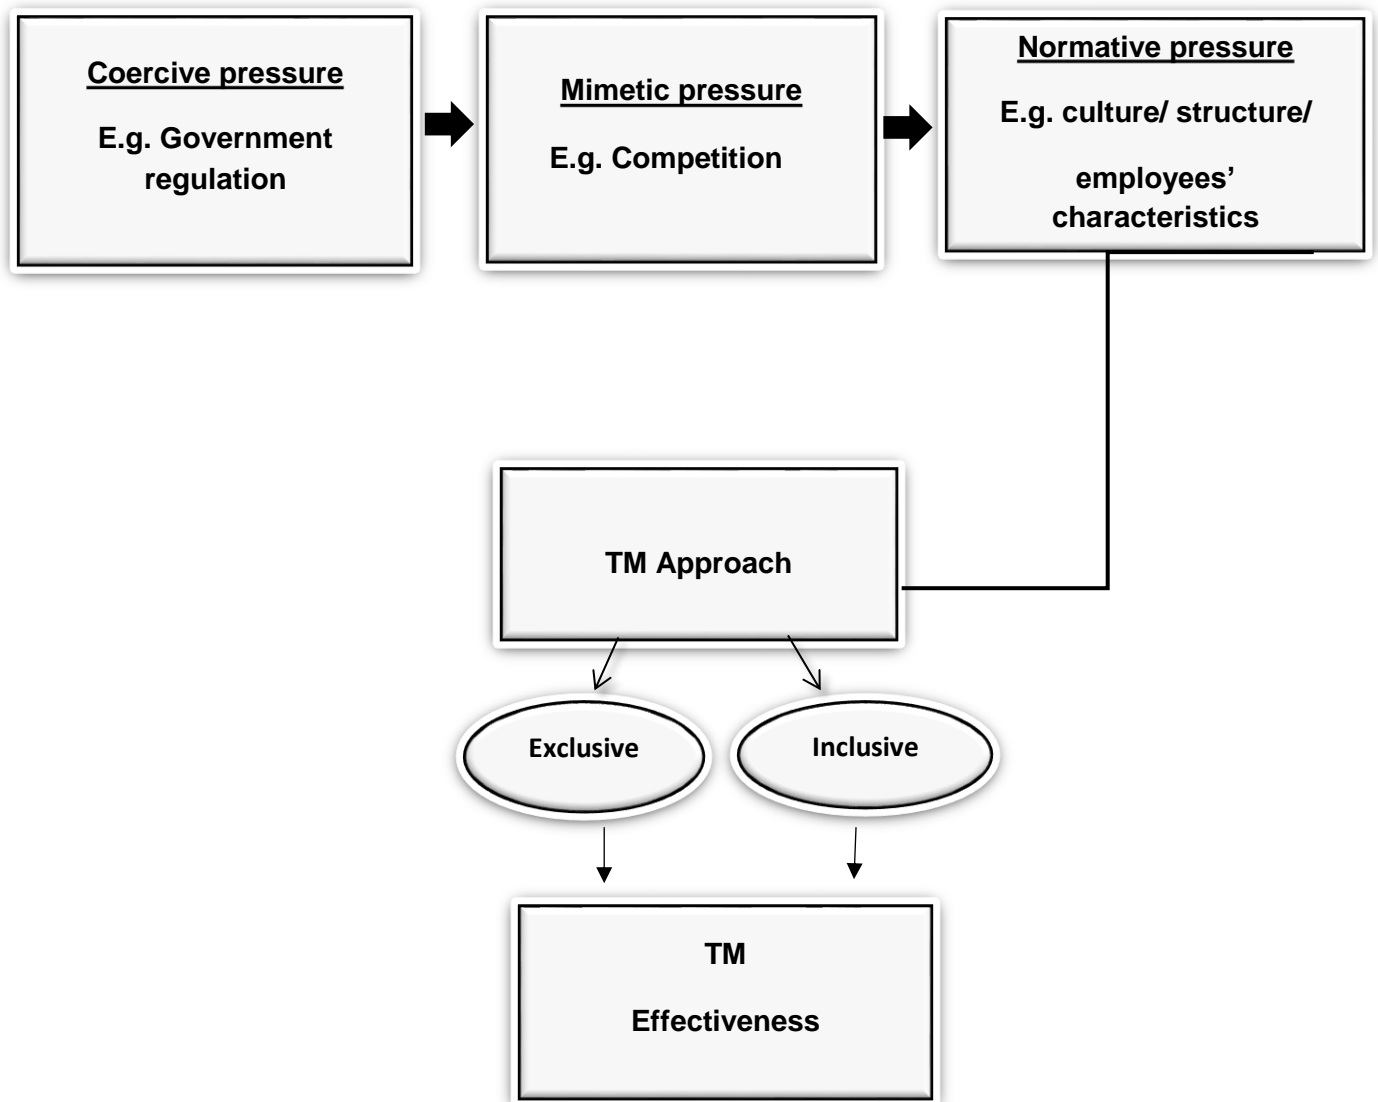 Coercive pressure
E.g. Government
regulation
Mimetic pressure
E.g. Competition
Normative pressure
E.g. culture/ structure/
employees’
characteristics
TM Approach
Exclusive
Inclusive
TM
Effectiveness